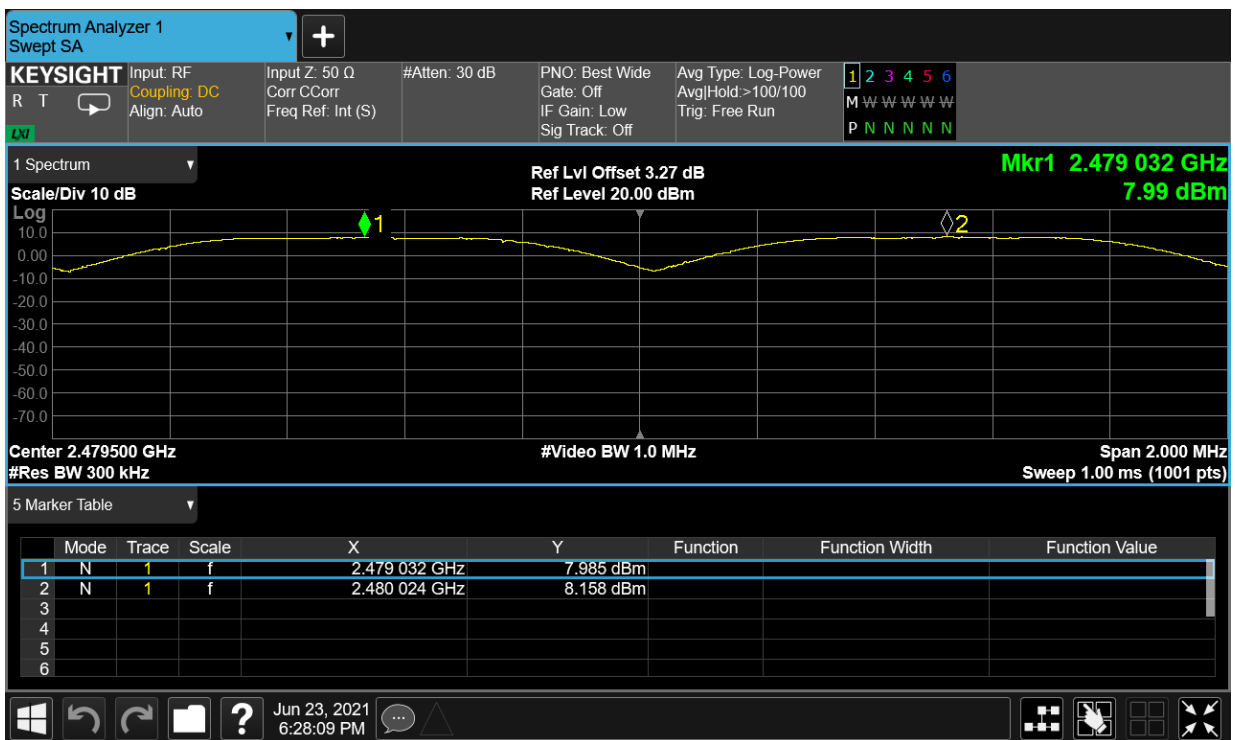 Spectrum Analyzer 1
Swept SA
+
KEYSIGHT
R T
LXI
Input: RF
Coupling: DC
Align: Auto
Input Z: 50 Ω
Corr CCorr
Freq Ref: Int (S)
#Atten: 30 dB
PNO: Best Wide
Gate: Off
IF Gain: Low
Sig Track: Off
Avg Type: Log-Power
Avg|Hold:>100/100
Trig: Free Run
1 2 3 4 5 6
M W W W W W
P N N N N N
1 Spectrum
Scale/Div 10 dB
Ref Lvl Offset 3.27 dB
Ref Level 20.00 dBm
Mkr1 2.479 032 GHz
7.99 dBm
Log
1
2
10.0
0.00
-10.0
-20.0
-30.0
-40.0
-50.0
-60.0
-70.0
Center 2.479500 GHz
#Res BW 300 kHz
#Video BW 1.0 MHz
Span 2.000 MHz
Sweep 1.00 ms (1001 pts)
5 Marker Table
Mode Trace Scale X Y Function Function Width Function Value
1 N 1 f 2.479 032 GHz 7.985 dBm
2 N 1 f 2.480 024 GHz 8.158 dBm
3
4
5
6
?
Jun 23, 2021
6:28:09 PM